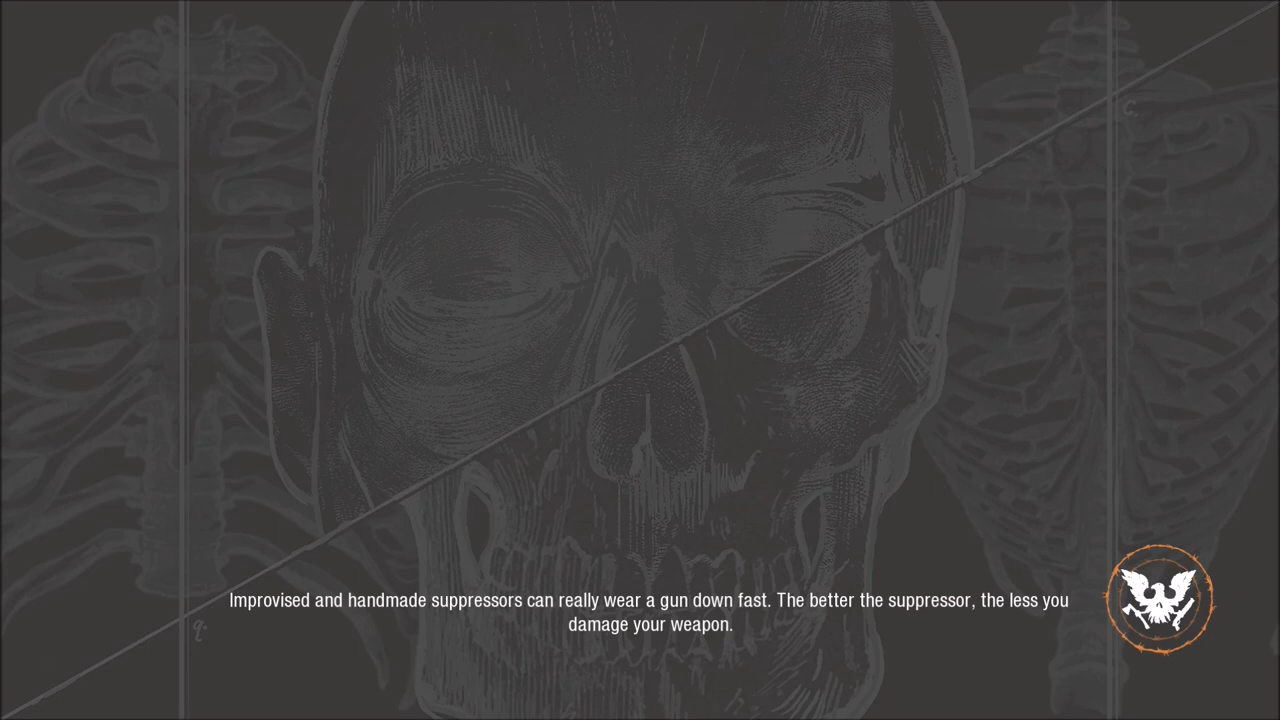 C.
Improvised and handmade suppressors can really wear a gun down fast. The better the suppressor, the less you
damage your weapon.
q.